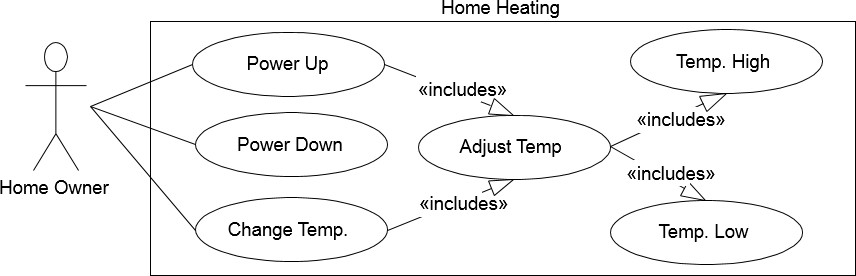 Home Heating
Power Up
Temp. High
«includes»
«includes»
Power Down
Adjust Temp
«includes»
Home Owner
«includes»
Change Temp.
Temp. Low